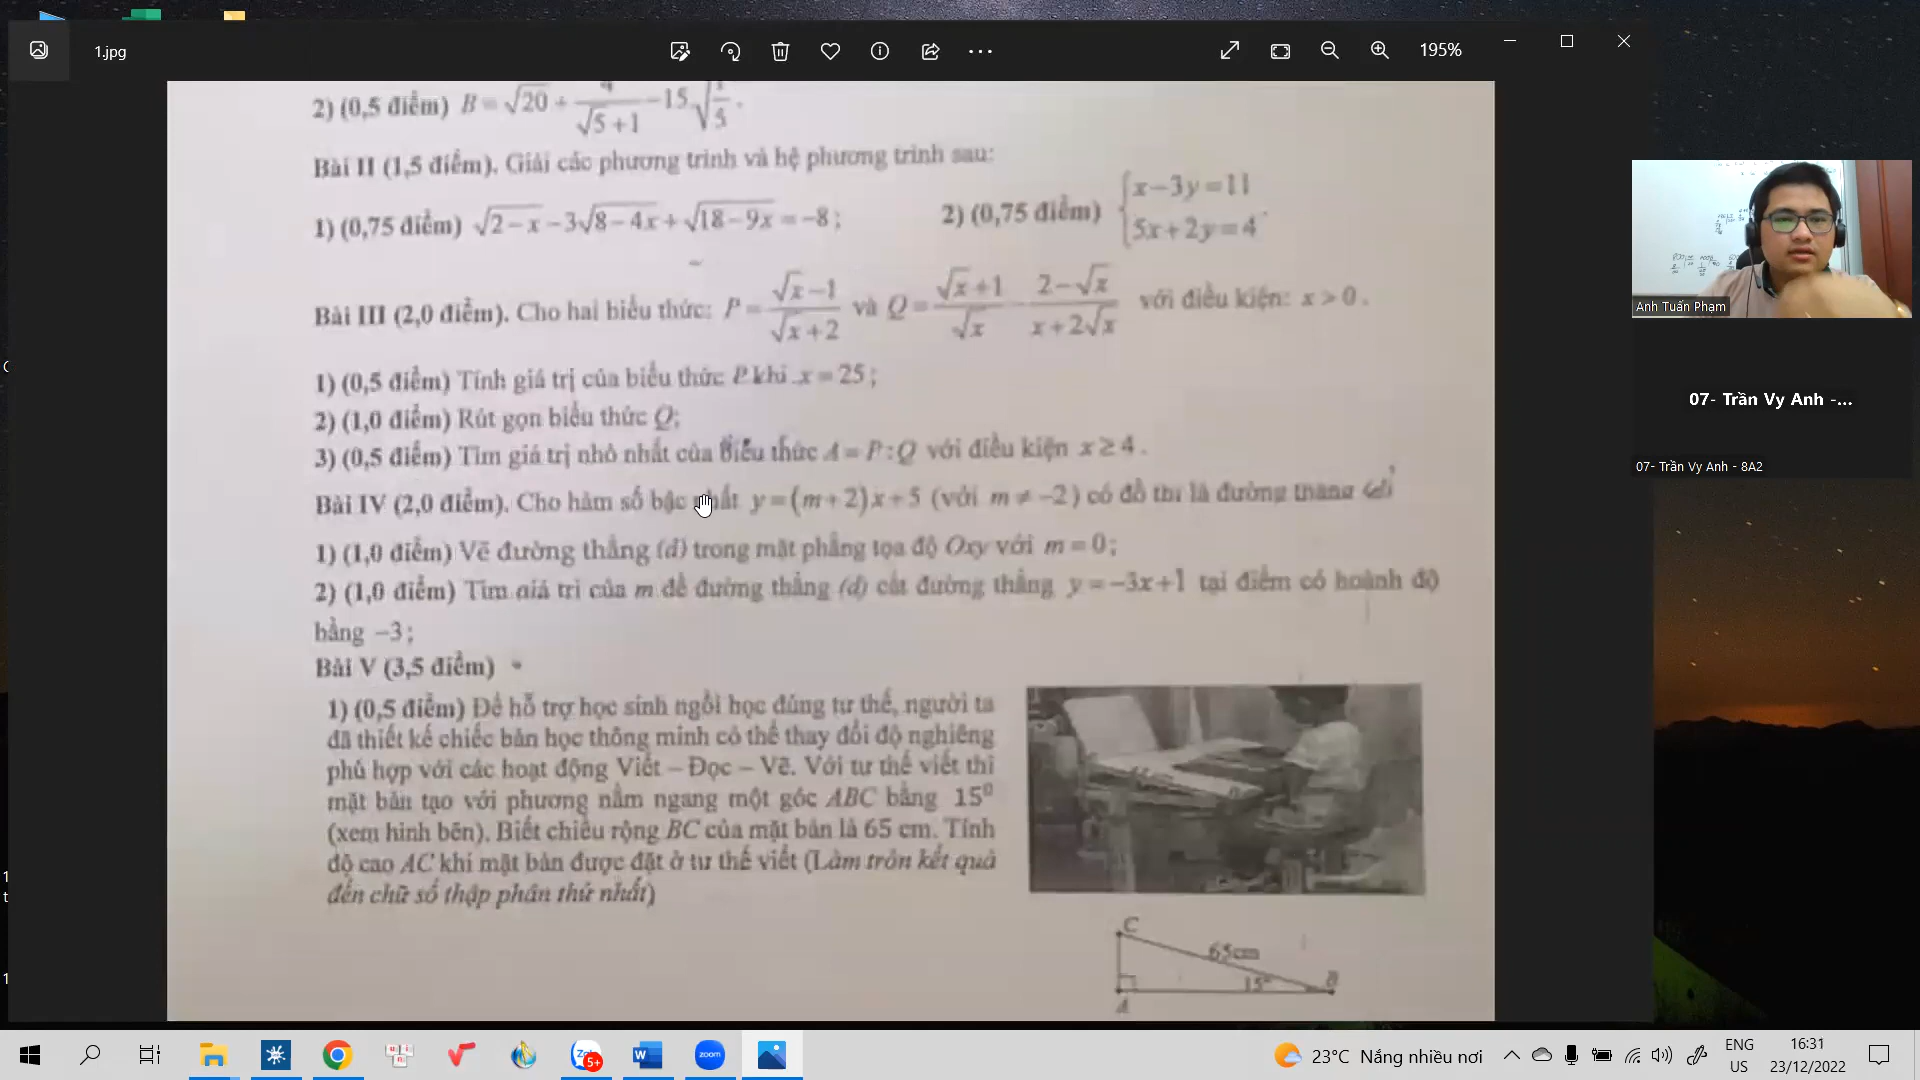 1.jpg
195%
2) (0,5 điểm) B = √20 + 4/(√5 + 1) − 15√(1/5).
Bài II (1,5 điểm). Giải các phương trình và hệ phương trình sau:
1) (0,75 điểm) √(2−x) − 3√(8−4x) + √(18−9x) = −8; 2) (0,75 điểm) {x − 3y = 11
5x + 2y = 4.
Bài III (2,0 điểm). Cho hai biểu thức: P = (√x − 1)/(√x + 2) và Q = (√x + 1)/√x − (2 − √x)/(x + 2√x) với điều kiện: x > 0.
1) (0,5 điểm) Tính giá trị của biểu thức P khi x = 25;
2) (1,0 điểm) Rút gọn biểu thức Q;
3) (0,5 điểm) Tìm giá trị nhỏ nhất của biểu thức A = P : Q với điều kiện x ≥ 4.
Bài IV (2,0 điểm). Cho hàm số bậc nhất y = (m + 2)x + 5 (với m ≠ −2) có đồ thị là đường thẳng (d)
1) (1,0 điểm) Vẽ đường thẳng (d) trong mặt phẳng tọa độ Oxy với m = 0;
2) (1,0 điểm) Tìm giá trị của m để đường thẳng (d) cắt đường thẳng y = −3x + 1 tại điểm có hoành độ
bằng −3;
Bài V (3,5 điểm)
1) (0,5 điểm) Để hỗ trợ học sinh ngồi học đúng tư thế, người ta
đã thiết kế chiếc bàn học thông minh có thể thay đổi độ nghiêng
phù hợp với các hoạt động Viết – Đọc – Vẽ. Với tư thế viết thì
mặt bàn tạo với phương nằm ngang một góc ABC bằng 15⁰
(xem hình bên). Biết chiều rộng BC của mặt bàn là 65 cm. Tính
độ cao AC khi mặt bàn được đặt ở tư thế viết (Làm tròn kết quả
đến chữ số thập phân thứ nhất)
C
65cm
15° B
A
Anh Tuấn Phạm
07- Trần Vy Anh -...
07- Trần Vy Anh - 8A2
zoom
5+
23°C Nắng nhiều nơi
ENG
US
16:31
23/12/2022